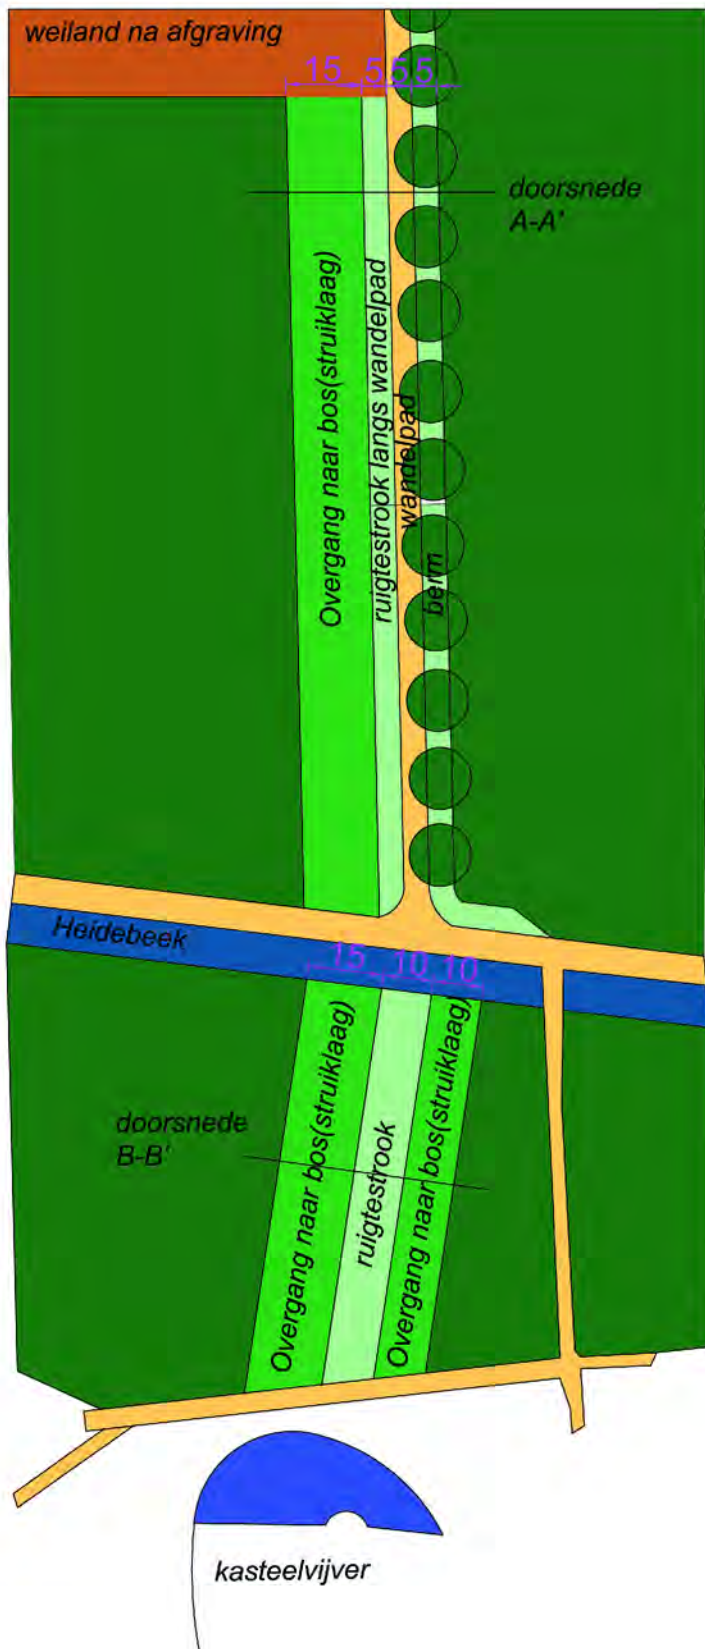 weiland na afgraving
15 5 5 5
doorsnede
A-A'
Overgang naar bos(struiklaag)
ruigtestrook langs wandelpad
wandelpad
berm
Heidebeek
15 10 10
Overgang naar bos(struiklaag)
ruigtestrook
Overgang naar bos(struiklaag)
doorsnede
B-B'
kasteelvijver